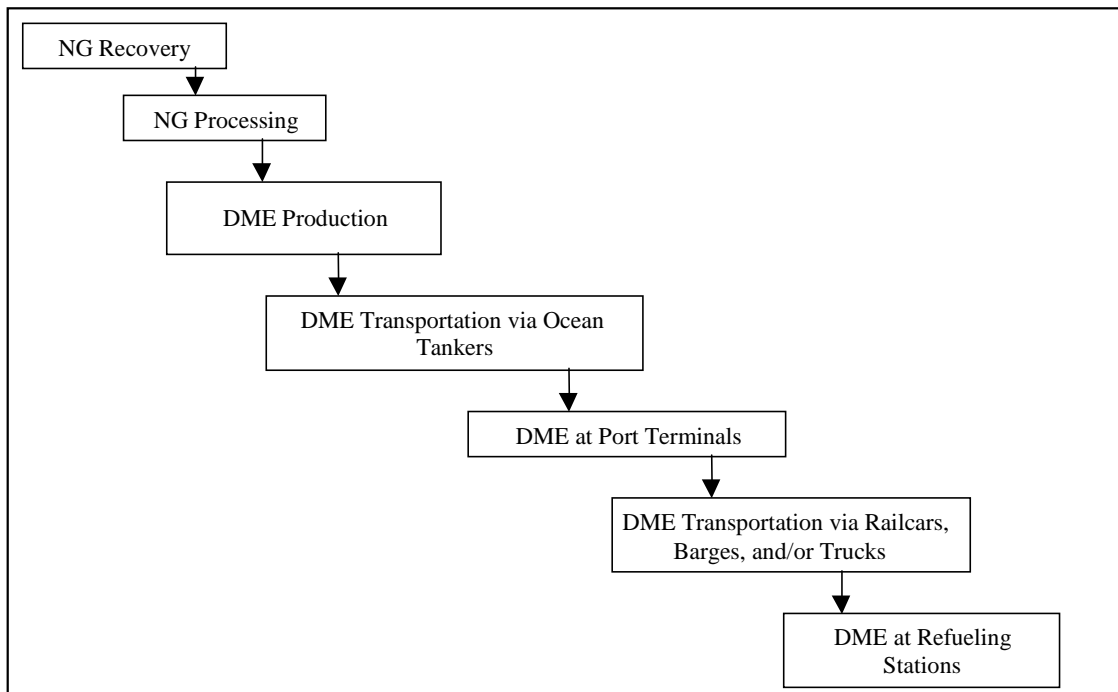 NG Recovery
NG Processing
DME Production
DME Transportation via Ocean
Tankers
DME at Port Terminals
DME Transportation via Railcars,
Barges, and/or Trucks
DME at Refueling
Stations